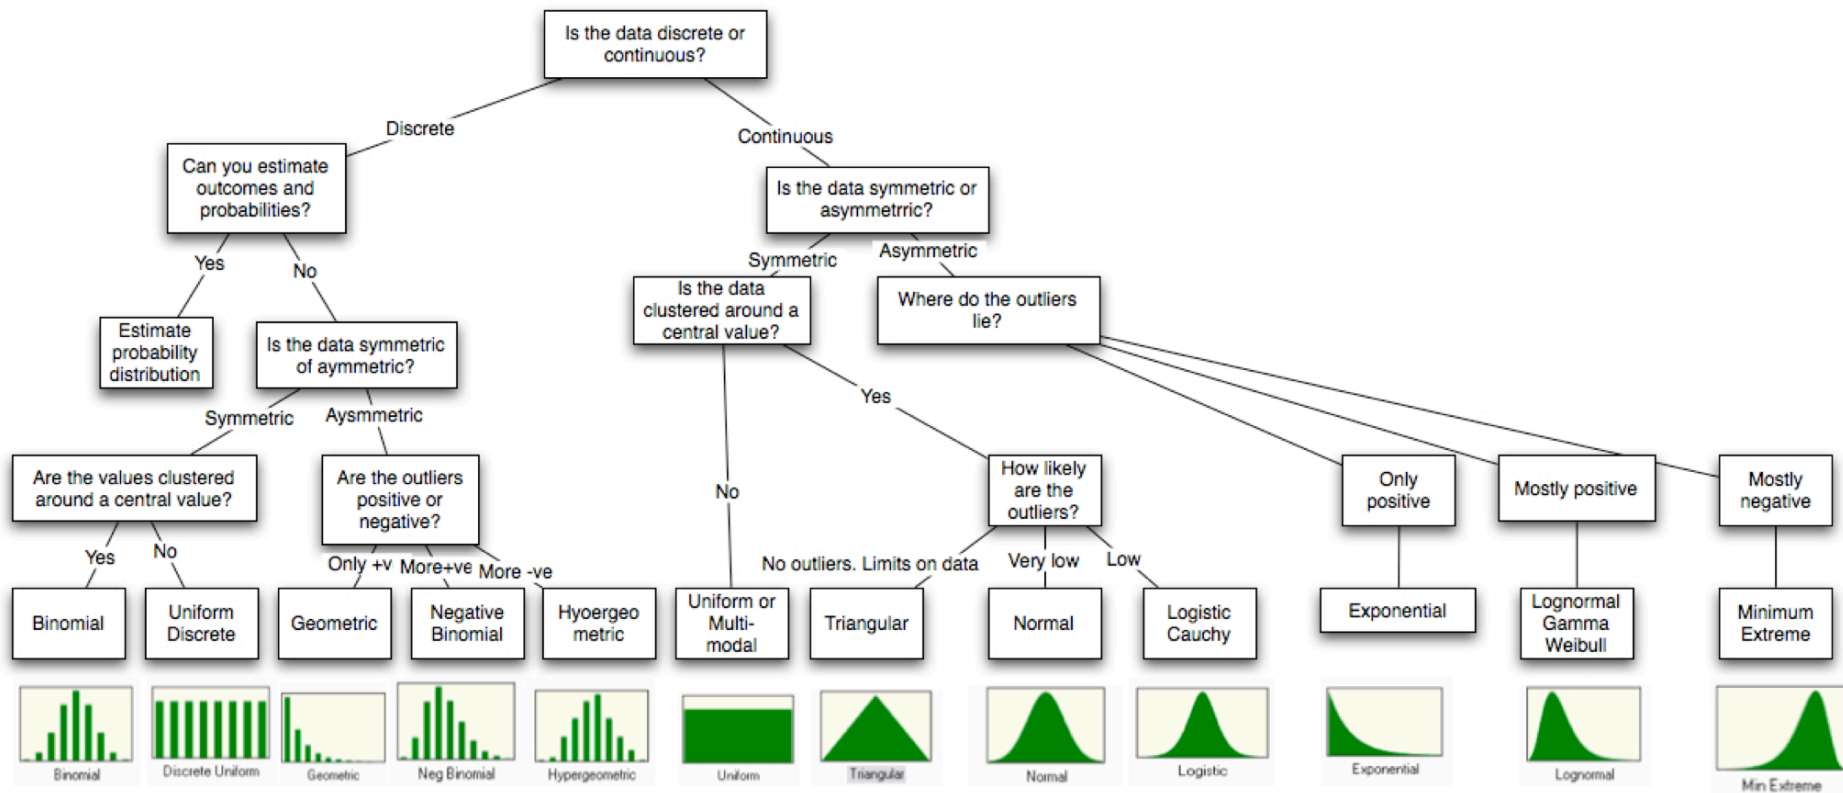 Is the data discrete or
continuous?
Discrete
Continuous
Can you estimate
outcomes and
probabilities?
Is the data symmetric or
asymmetrric?
Yes
No
Symmetric
Asymmetric
Estimate
probability
distribution
Is the data symmetric
of aymmetric?
Is the data
clustered around a
central value?
Where do the outliers
lie?
Symmetric
Aysmmetric
Yes
No
Are the values clustered
around a central value?
Are the outliers
positive or
negative?
How likely
are the
outliers?
Only
positive
Mostly positive
Mostly
negative
Yes
No
Only +v
More+ve
More -ve
No outliers. Limits on data
Very low
Low
Binomial
Uniform
Discrete
Geometric
Negative
Binomial
Hyoergeo
metric
Uniform or
Multi-
modal
Triangular
Normal
Logistic
Cauchy
Exponential
Lognormal
Gamma
Weibull
Minimum
Extreme
Binomial
Discrete Uniform
Geometric
Neg Binomial
Hypergeometric
Uniform
Triangular
Normal
Logistic
Exponential
Lognormal
Min Extreme